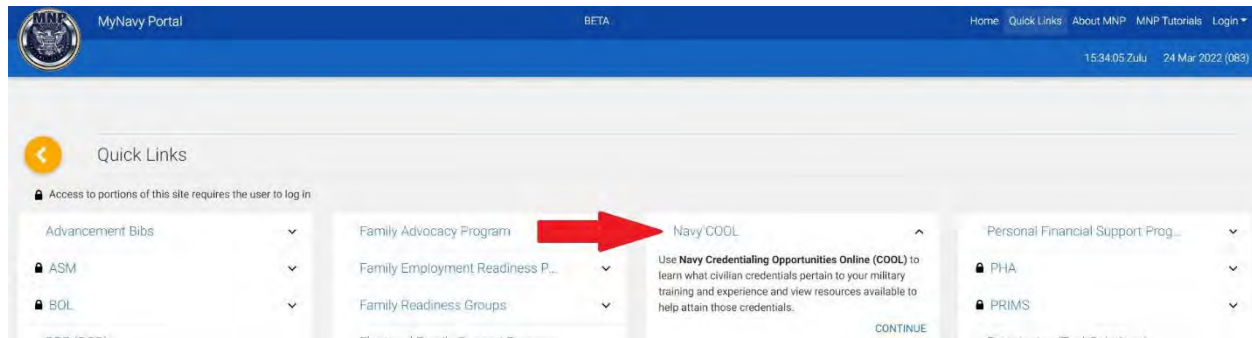 MNP
MyNavy Portal
BETA
Home Quick Links About MNP MNP Tutorials Login
15:34:05 Zulu 24 Mar 2022 (083)
Quick Links
Access to portions of this site requires the user to log in
Advancement Bibs
ASM
BOL
Family Advocacy Program
Family Employment Readiness P...
Family Readiness Groups
Navy COOL
Use Navy Credentialing Opportunities Online (COOL) to
learn what civilian credentials pertain to your military
training and experience and view resources available to
help attain those credentials.
CONTINUE
Personal Financial Support Prog...
PHA
PRIMS